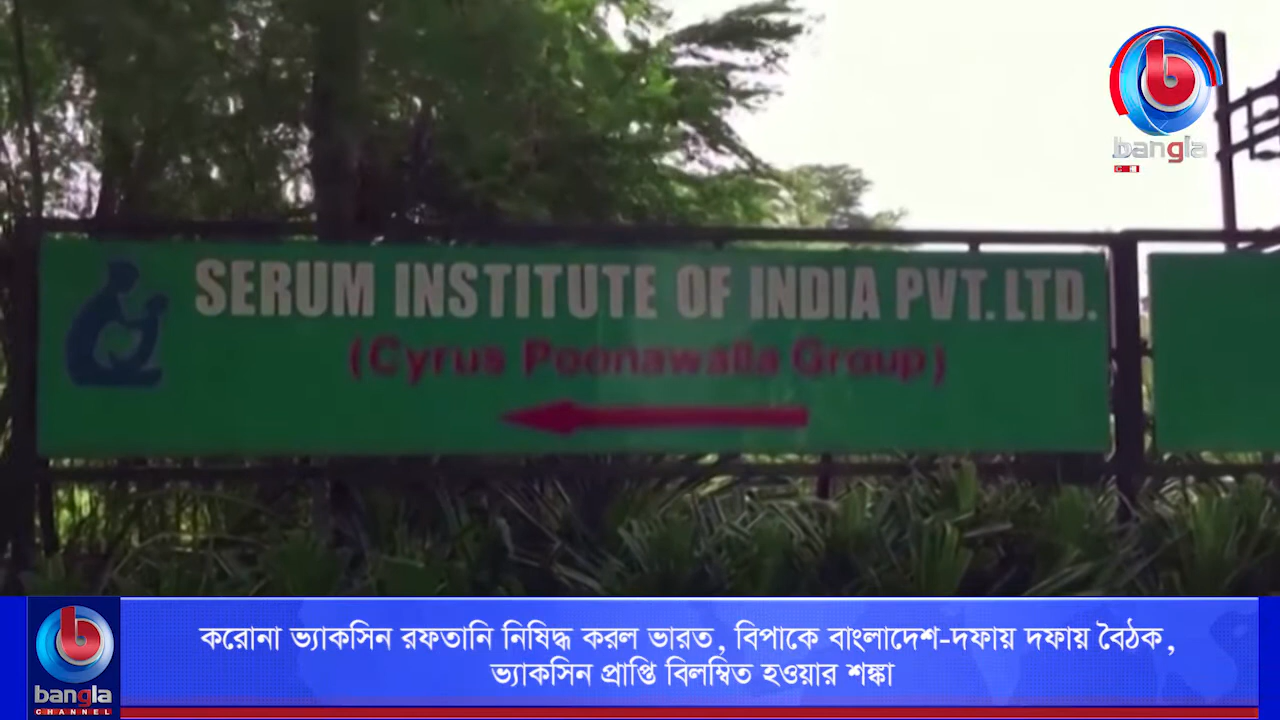 b
bangla
SERUM INSTITUTE OF INDIA PVT.LTD.
(Cyrus Poonawalla Group)
করোনা ভ্যাকসিন রফতানি নিষিদ্ধ করল ভারত, বিপাকে বাংলাদেশ-দফায় দফায় বৈঠক,
ভ্যাকসিন প্রাপ্তি বিলম্বিত হওয়ার শঙ্কা
b
bangla
CHANNEL